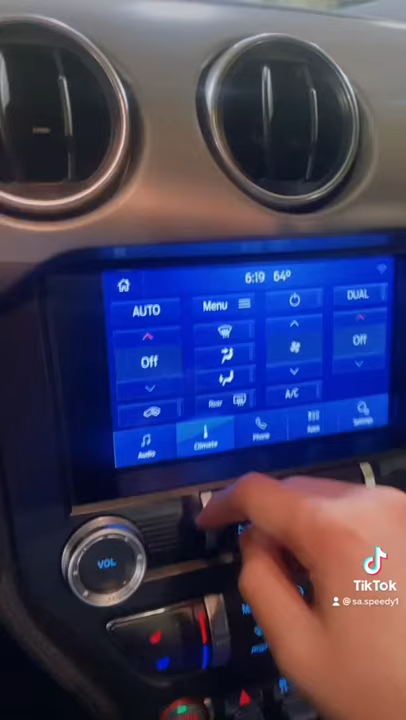 6:19 64°
AUTO
Menu
DUAL
Off
Off
Rear
A/C
Audio
Climate
Phone
Apps
Settings
VOL
TikTok
@sa.speedy1